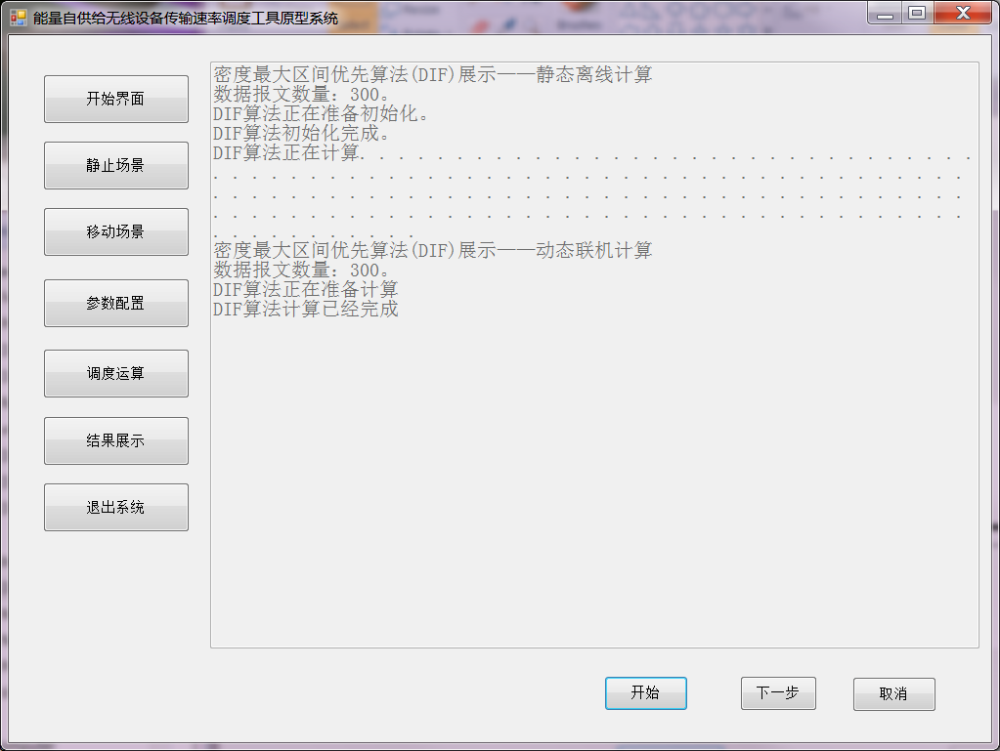 能量自供给无线设备传输速率调度工具原型系统
开始界面
静止场景
移动场景
参数配置
调度运算
结果展示
退出系统
密度最大区间优先算法(DIF)展示——静态离线计算
数据报文数量：300。
DIF算法正在准备初始化。
DIF算法初始化完成。
DIF算法正在计算. . . . . . . . . . . . . . . . . . . . . . . . . . . . . . . .
. . . . . . . . . . . . . . . . . . . . . . . . . . . . . . . . . . . . . . .
. . . . . . . . . . . . . . . . . . . . . . . . . . . . . . . . . . . . . . .
. . . . . . . . . . . . . . . . . . . . . . . . . . . . . . . . . . . . . . .
. . . . . . . . . . .
密度最大区间优先算法(DIF)展示——动态联机计算
数据报文数量：300。
DIF算法正在准备计算
DIF算法计算已经完成
开始
下一步
取消